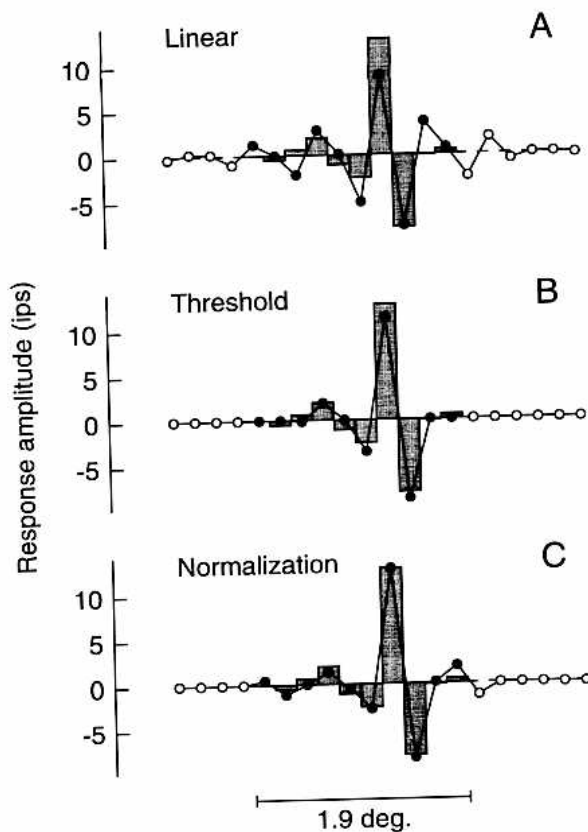 Linear
A
10
5
0
-5
Threshold
B
10
5
0
-5
Normalization
C
10
5
0
-5
Response amplitude (ips)
1.9 deg.